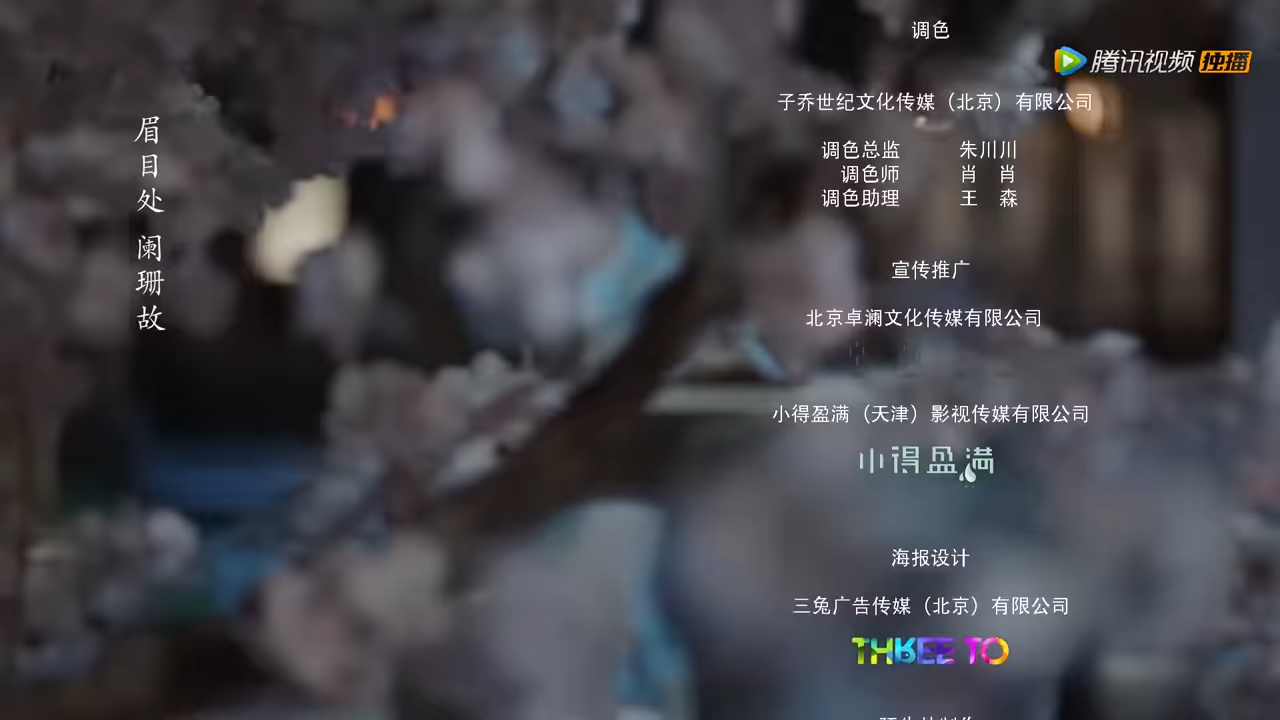 眉目处 阑珊故
调色
腾讯视频 独播
子乔世纪文化传媒（北京）有限公司
调色总监 朱川川
调色师 肖 肖
调色助理 王 森
宣传推广
北京卓澜文化传媒有限公司
小得盈满（天津）影视传媒有限公司
小得盈满
海报设计
三兔广告传媒（北京）有限公司
THREE TO